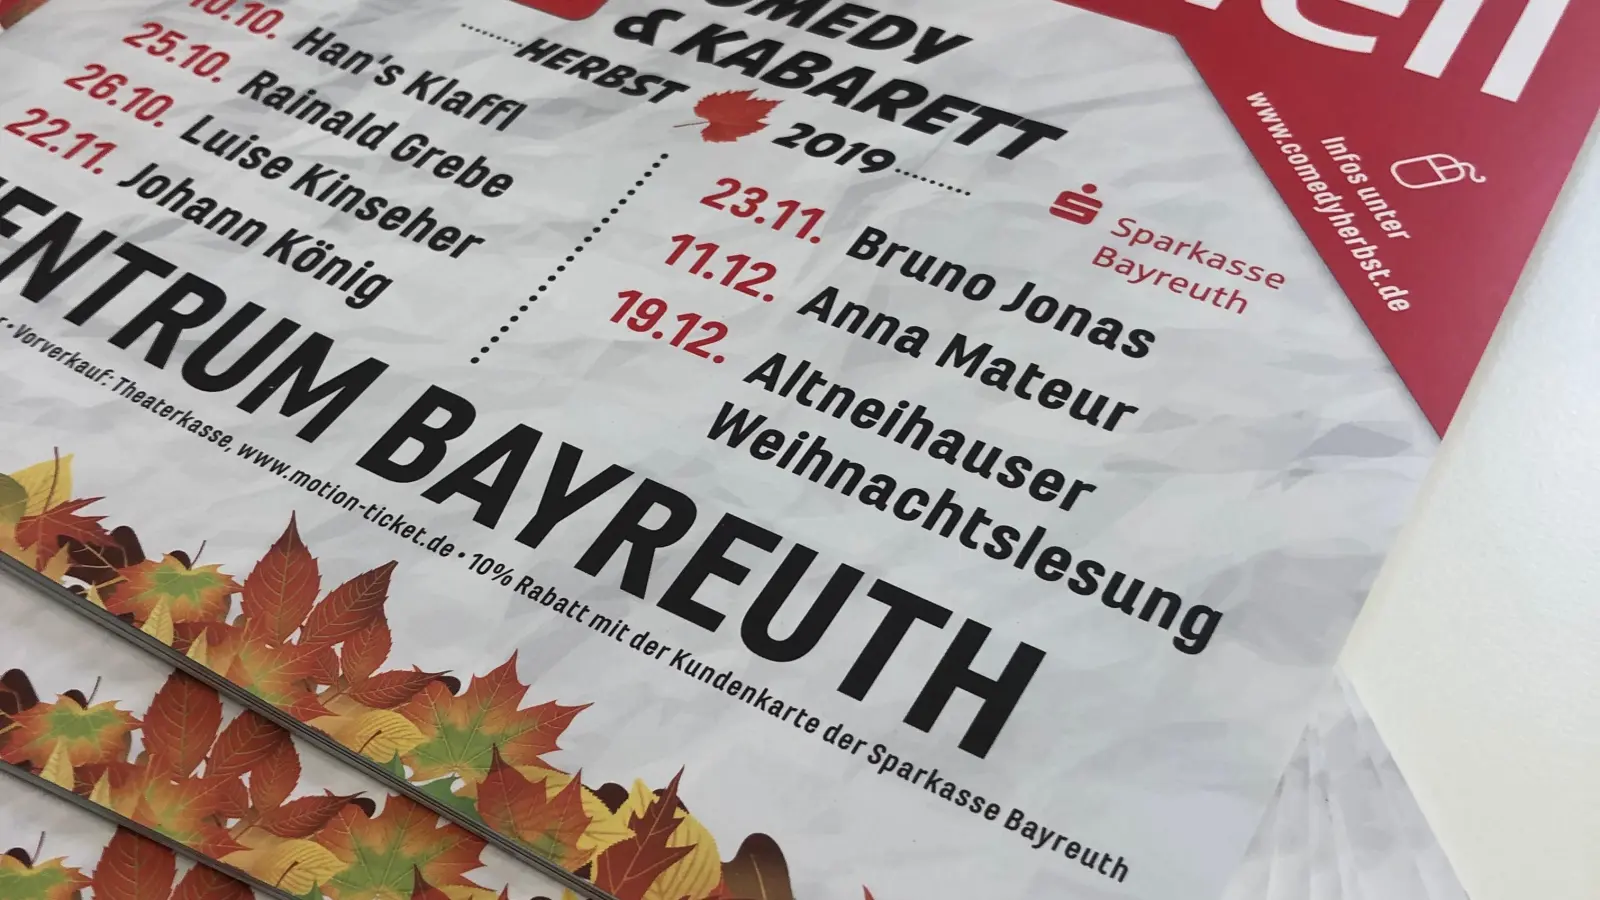 & KABARETT
HERBST
2019
10.10. Han's Klaffl
25.10. Rainald Grebe
26.10. Luise Kinseher
22.11. Johann König
23.11. Bruno Jonas
11.12. Anna Mateur
19.12. Altneihauser
Weihnachtslesung
Sparkasse
Bayreuth
Infos unter
www.comedyherbst.de
BAYREUTH
• Vorverkauf: Theaterkasse, www.motion-ticket.de • 10% Rabatt mit der Kundenkarte der Sparkasse Bayreuth